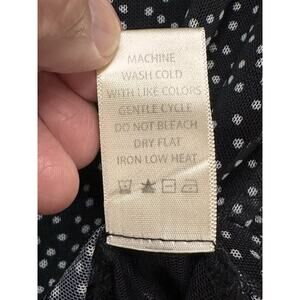 MACHINE
WASH COLD
WITH LIKE COLORS
GENTLE CYCLE
DO NOT BLEACH
DRY FLAT
IRON LOW HEAT